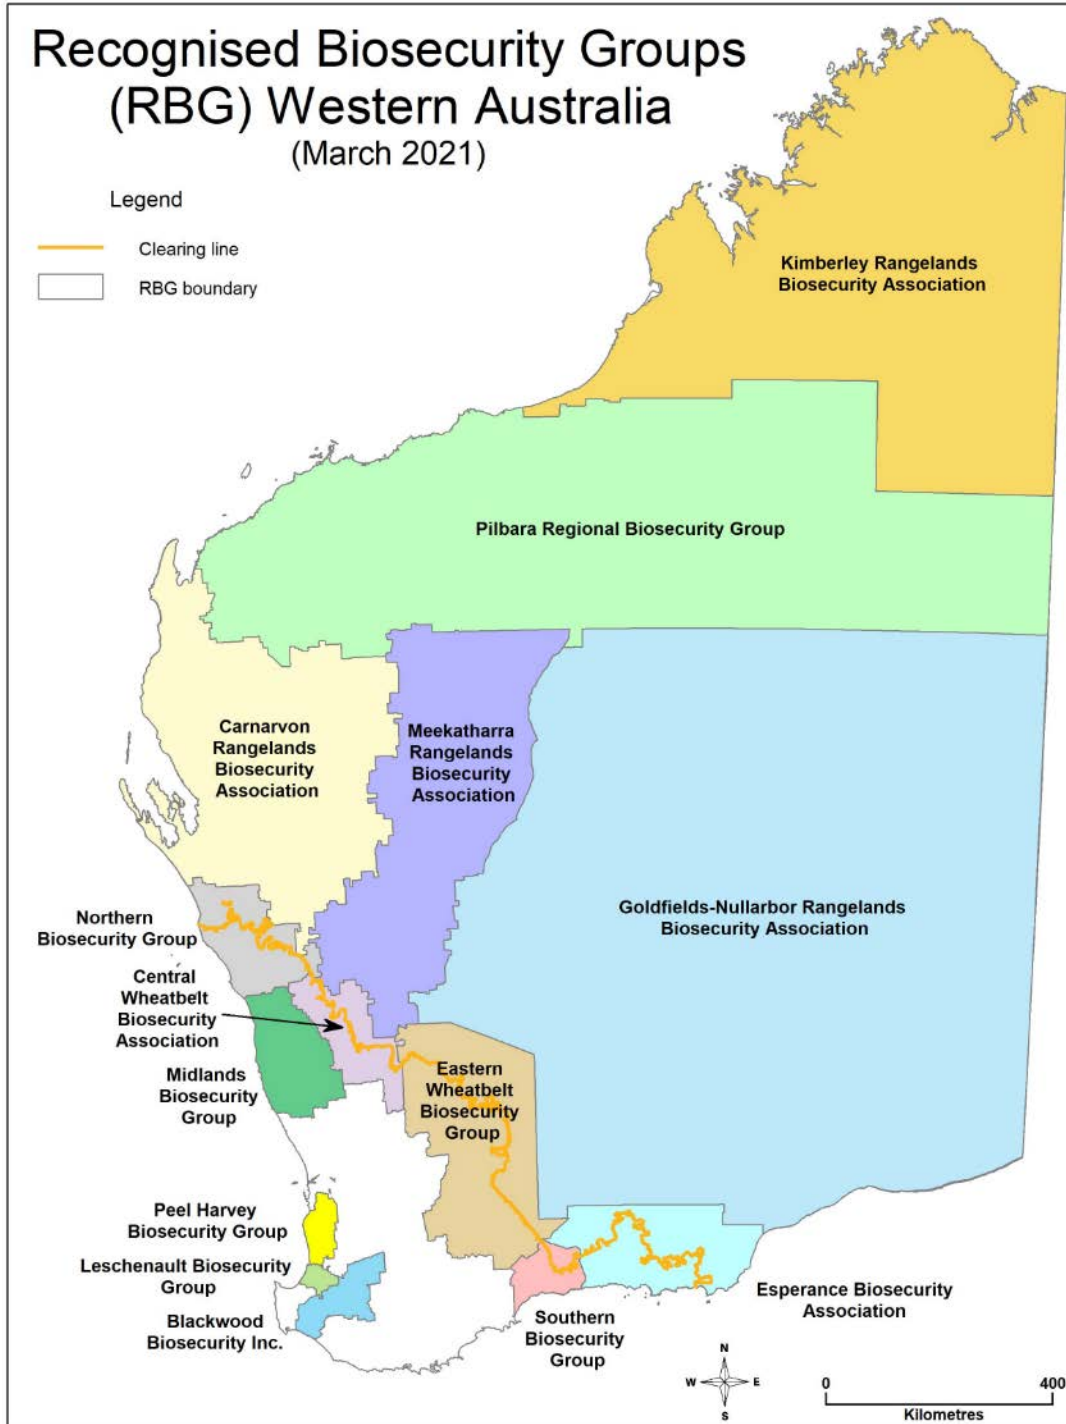 Recognised Biosecurity Groups
(RBG) Western Australia
(March 2021)
Legend
Clearing line
RBG boundary
Kimberley Rangelands
Biosecurity Association
Pilbara Regional Biosecurity Group
Carnarvon
Rangelands
Biosecurity
Association
Meekatharra
Rangelands
Biosecurity
Association
Goldfields-Nullarbor Rangelands
Biosecurity Association
Northern
Biosecurity Group
Central
Wheatbelt
Biosecurity
Association
Midlands
Biosecurity
Group
Eastern
Wheatbelt
Biosecurity
Group
Peel Harvey
Biosecurity Group
Leschenault Biosecurity
Group
Blackwood
Biosecurity Inc.
Southern
Biosecurity
Group
Esperance Biosecurity
Association
N
W E
S
0 400
Kilometres